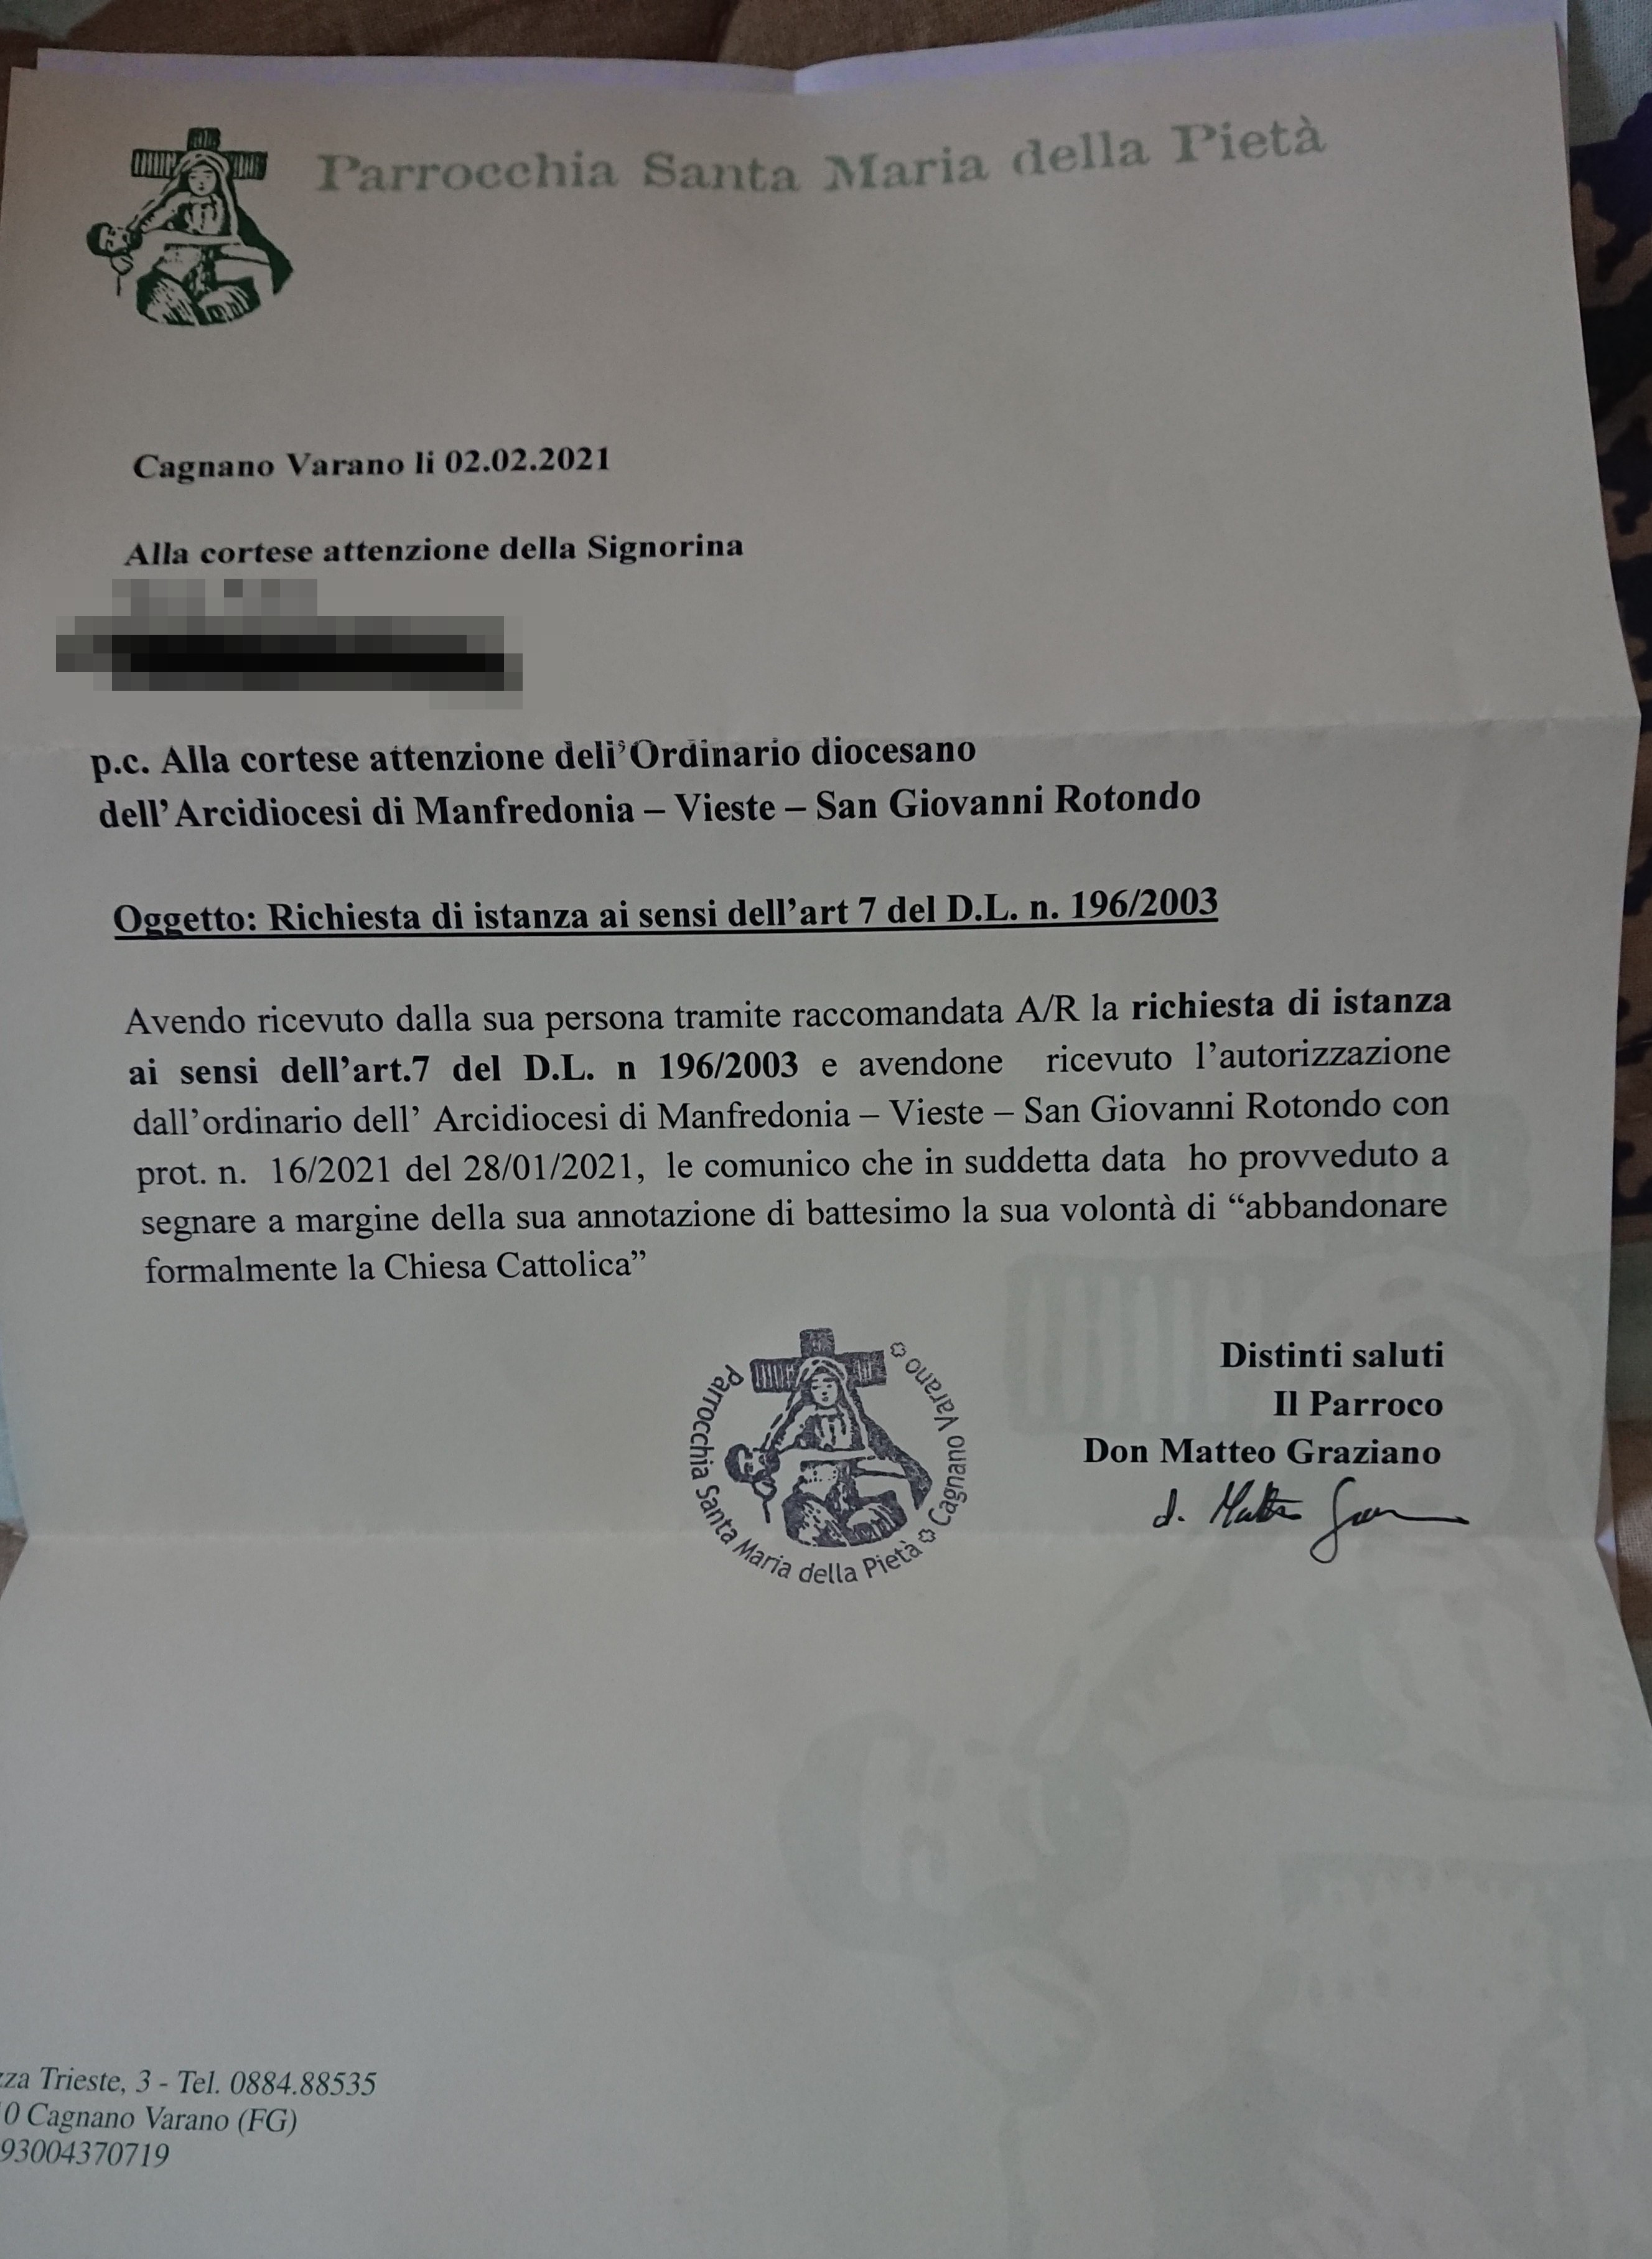 Parrocchia Santa Maria della Pietà
Cagnano Varano li 02.02.2021
Alla cortese attenzione della Signorina
p.c. Alla cortese attenzione dell’Ordinario diocesano
dell’Arcidiocesi di Manfredonia – Vieste – San Giovanni Rotondo
Oggetto: Richiesta di istanza ai sensi dell’art 7 del D.L. n. 196/2003
Avendo ricevuto dalla sua persona tramite raccomandata A/R la richiesta di istanza
ai sensi dell’art.7 del D.L. n 196/2003 e avendone ricevuto l’autorizzazione
dall’ordinario dell’ Arcidiocesi di Manfredonia – Vieste – San Giovanni Rotondo con
prot. n. 16/2021 del 28/01/2021, le comunico che in suddetta data ho provveduto a
segnare a margine della sua annotazione di battesimo la sua volontà di “abbandonare
formalmente la Chiesa Cattolica”
Distinti saluti
Il Parroco
Don Matteo Graziano
d. Matteo
Parrocchia Santa Maria della Pietà Cagnano Varano
zza Trieste, 3 - Tel. 0884.88535
0 Cagnano Varano (FG)
93004370719